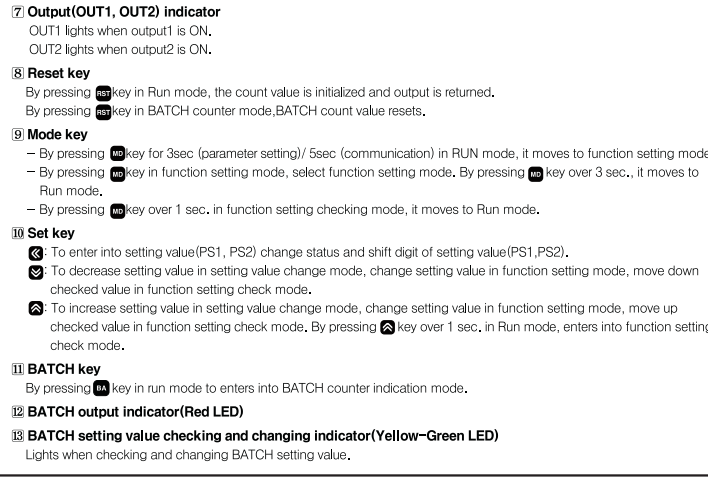 7 Output(OUT1, OUT2) indicator
OUT1 lights when output1 is ON.
OUT2 lights when output2 is ON.
8 Reset key
By pressing RST key in Run mode, the count value is initialized and output is returned.
By pressing RST key in BATCH counter mode,BATCH count value resets.
9 Mode key
– By pressing MD key for 3sec (parameter setting)/ 5sec (communication) in RUN mode, it moves to function setting mode
– By pressing MD key in function setting mode, select function setting mode. By pressing MD key over 3 sec., it moves to
Run mode.
– By pressing MD key over 1 sec. in function setting checking mode, it moves to Run mode.
10 Set key
«: To enter into setting value(PS1, PS2) change status and shift digit of setting value(PS1,PS2).
: To decrease setting value in setting value change mode, change setting value in function setting mode, move down
checked value in function setting check mode.
: To increase setting value in setting value change mode, change setting value in function setting mode, move up
checked value in function setting check mode. By pressing key over 1 sec. in Run mode, enters into function setting
check mode.
11 BATCH key
By pressing BA key in run mode to enters into BATCH counter indication mode.
12 BATCH output indicator(Red LED)
13 BATCH setting value checking and changing indicator(Yellow-Green LED)
Lights when checking and changing BATCH setting value.